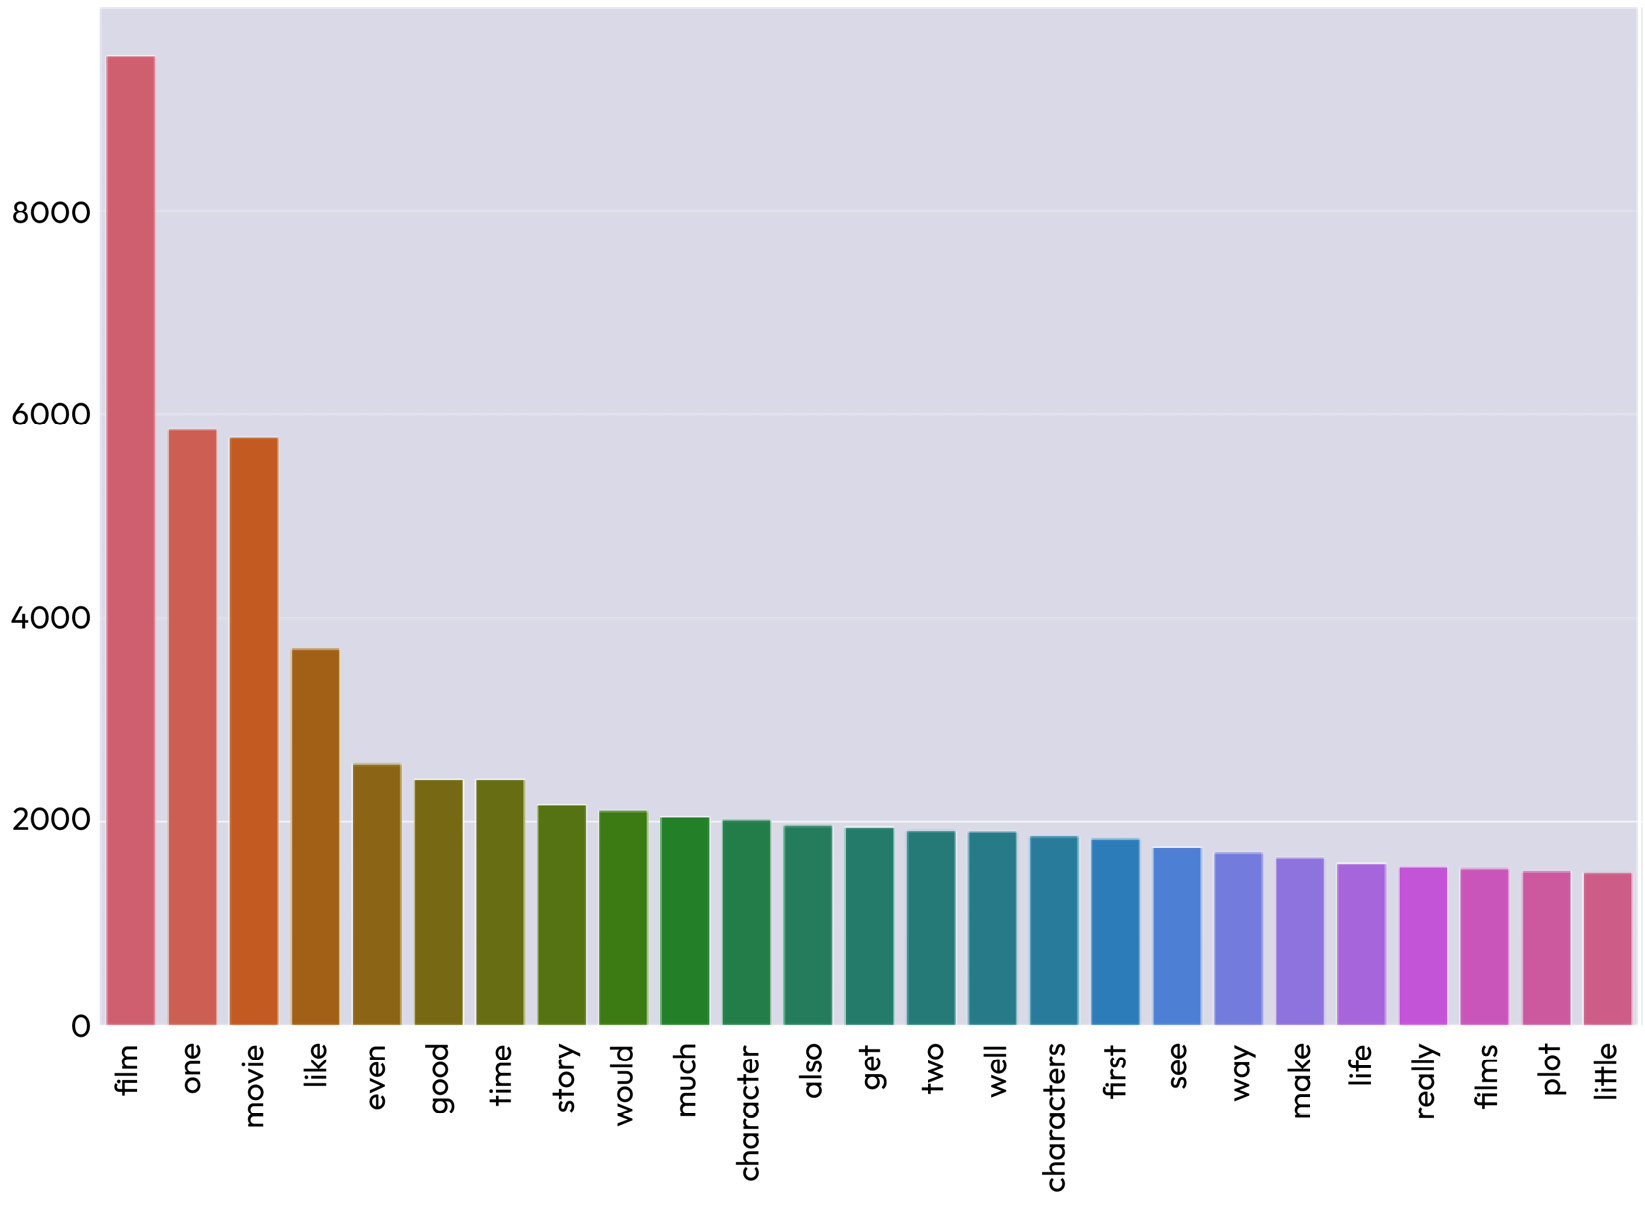 8000
6000
4000
2000
0
film
one
movie
like
even
good
time
story
would
much
character
also
get
two
well
characters
first
see
way
make
life
really
films
plot
little